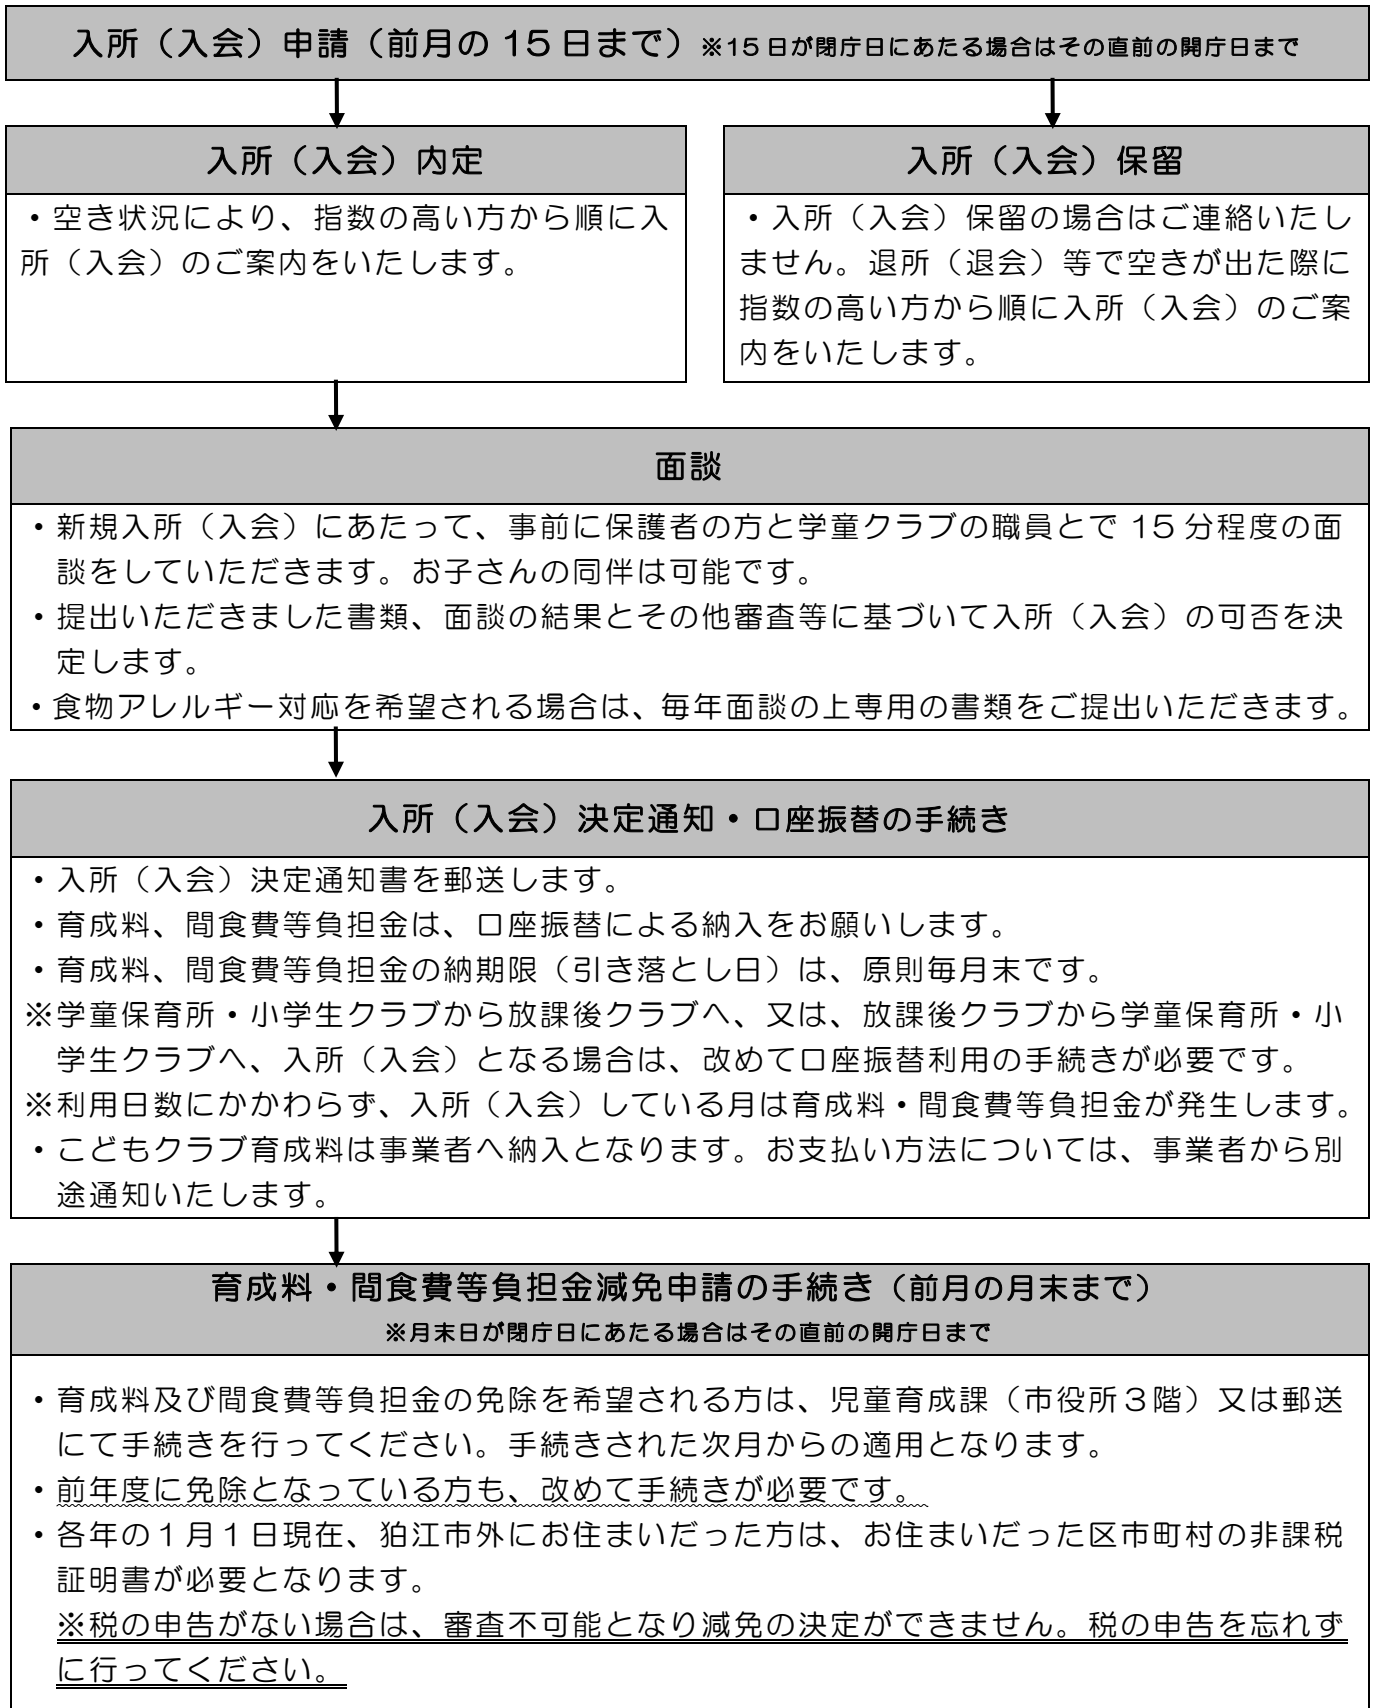 入所（入会）申請（前月の 15 日まで）※15 日が閉庁日にあたる場合はその直前の開庁日まで
入所（入会）内定
・空き状況により、指数の高い方から順に入
所（入会）のご案内をいたします。
入所（入会）保留
・入所（入会）保留の場合はご連絡いたし
ません。退所（退会）等で空きが出た際に
指数の高い方から順に入所（入会）のご案
内をいたします。
面談
・新規入所（入会）にあたって、事前に保護者の方と学童クラブの職員とで 15 分程度の面
談をしていただきます。お子さんの同伴は可能です。
・提出いただきました書類、面談の結果とその他審査等に基づいて入所（入会）の可否を決
定します。
・食物アレルギー対応を希望される場合は、毎年面談の上専用の書類をご提出いただきます。
入所（入会）決定通知・口座振替の手続き
・入所（入会）決定通知書を郵送します。
・育成料、間食費等負担金は、口座振替による納入をお願いします。
・育成料、間食費等負担金の納期限（引き落とし日）は、原則毎月末です。
※学童保育所・小学生クラブから放課後クラブへ、又は、放課後クラブから学童保育所・小
学生クラブへ、入所（入会）となる場合は、改めて口座振替利用の手続きが必要です。
※利用日数にかかわらず、入所（入会）している月は育成料・間食費等負担金が発生します。
・こどもクラブ育成料は事業者へ納入となります。お支払い方法については、事業者から別
途通知いたします。
育成料・間食費等負担金減免申請の手続き（前月の月末まで）
※月末日が閉庁日にあたる場合はその直前の開庁日まで
・育成料及び間食費等負担金の免除を希望される方は、児童育成課（市役所３階）又は郵送
にて手続きを行ってください。手続きされた次月からの適用となります。
・前年度に免除となっている方も、改めて手続きが必要です。
・各年の１月１日現在、狛江市外にお住まいだった方は、お住まいだった区市町村の非課税
証明書が必要となります。
※税の申告がない場合は、審査不可能となり減免の決定ができません。税の申告を忘れず
に行ってください。